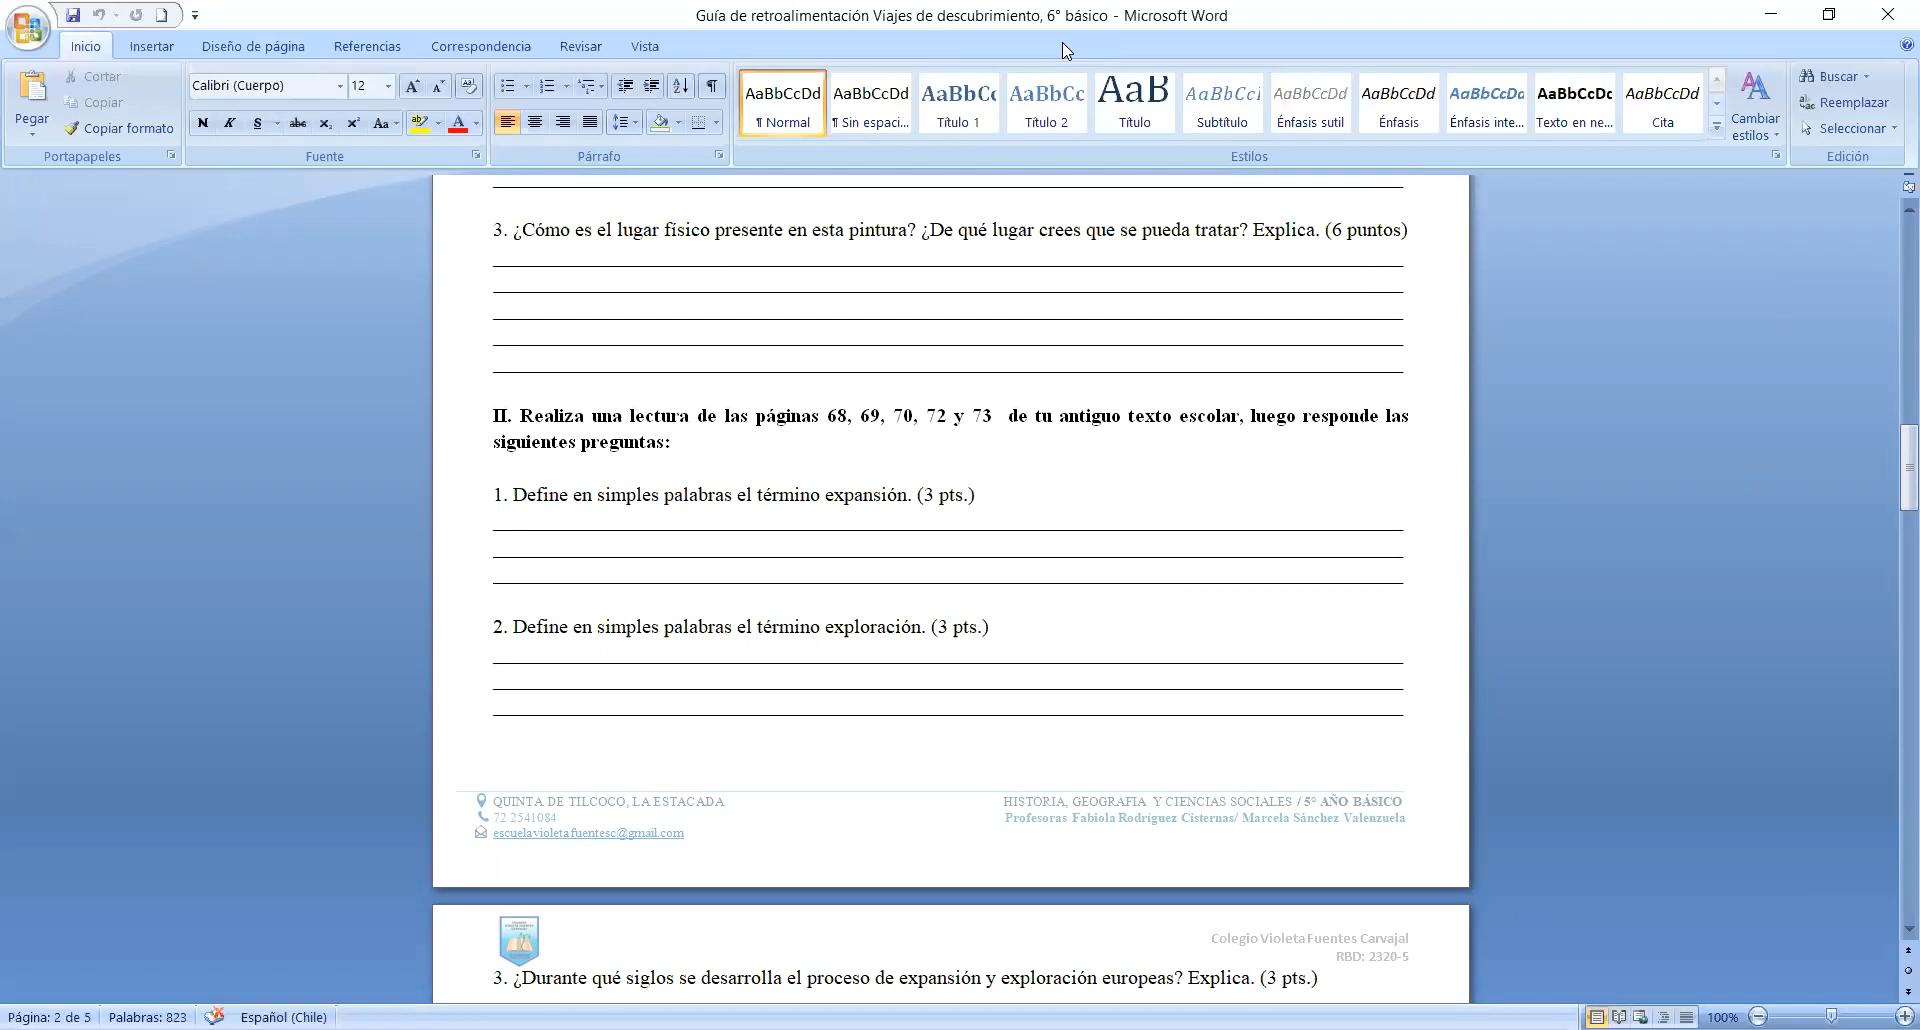 Guía de retroalimentación Viajes de descubrimiento, 6° básico - Microsoft Word
Inicio Insertar Diseño de página Referencias Correspondencia Revisar Vista
Pegar
Cortar
Copiar
Copiar formato
Portapapeles
Calibri (Cuerpo) 12
N K S abc x₂ x² Aa ab A
Fuente
Párrafo
AaBbCcDd AaBbCcDd AaBbCc AaBbCc AaB AaBbCcI AaBbCcDd AaBbCcDd AaBbCcDd AaBbCcDc AaBbCcDd
¶ Normal ¶ Sin espaci... Título 1 Título 2 Título Subtítulo Énfasis sutil Énfasis Énfasis inte... Texto en ne... Cita
Cambiar
estilos
Estilos
Buscar
Reemplazar
Seleccionar
Edición
3. ¿Cómo es el lugar físico presente en esta pintura? ¿De qué lugar crees que se pueda tratar? Explica. (6 puntos)
II. Realiza una lectura de las páginas 68, 69, 70, 72 y 73 de tu antiguo texto escolar, luego responde las
siguientes preguntas:
1. Define en simples palabras el término expansión. (3 pts.)
2. Define en simples palabras el término exploración. (3 pts.)
QUINTA DE TILCOCO, LA ESTACADA
72 2541084
escuelavioletafuentesc@gmail.com
HISTORIA, GEOGRAFIA Y CIENCIAS SOCIALES / 5° AÑO BÁSICO
Profesoras Fabiola Rodríguez Cisternas/ Marcela Sánchez Valenzuela
Colegio Violeta Fuentes Carvajal
RBD: 2320-5
3. ¿Durante qué siglos se desarrolla el proceso de expansión y exploración europeas? Explica. (3 pts.)
Página: 2 de 5 Palabras: 823 Español (Chile) 100%